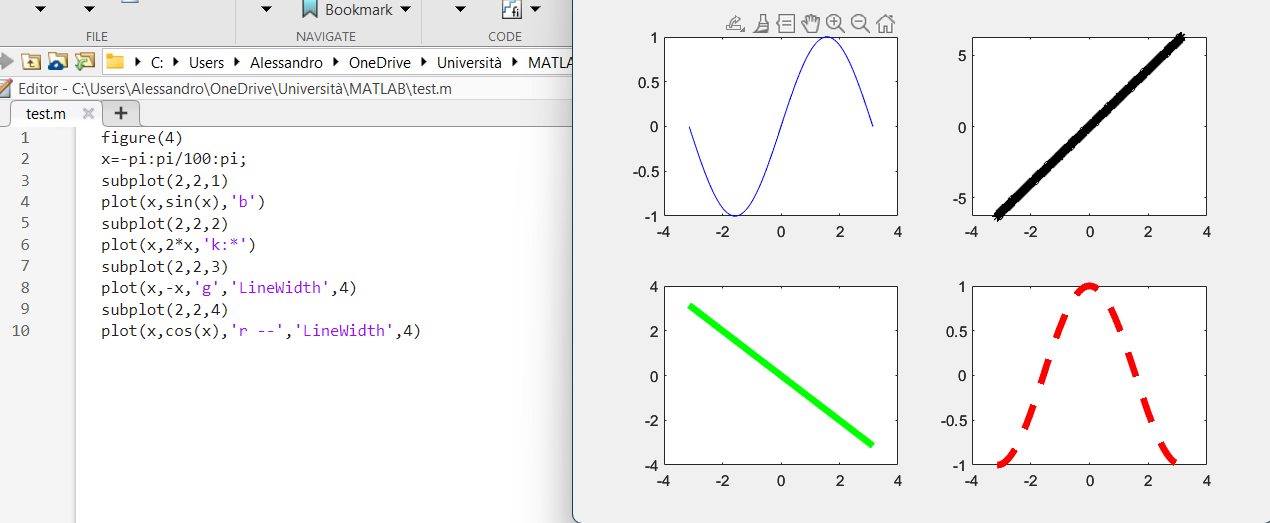 Bookmark
FILE
NAVIGATE
CODE
fi
C: Users Alessandro OneDrive Università MATLA
Editor - C:\Users\Alessandro\OneDrive\Università\MATLAB\test.m
test.m
1 figure(4)
2 x=-pi:pi/100:pi;
3 subplot(2,2,1)
4 plot(x,sin(x),'b')
5 subplot(2,2,2)
6 plot(x,2*x,'k:*')
7 subplot(2,2,3)
8 plot(x,-x,'g','LineWidth',4)
9 subplot(2,2,4)
10 plot(x,cos(x),'r --','LineWidth',4)
1
0.5
0
-0.5
-1
-4 -2 0 2 4
5
0
-5
-4 -2 0 2 4
4
2
0
-2
-4
-4 -2 0 2 4
1
0.5
0
-0.5
-1
-4 -2 0 2 4